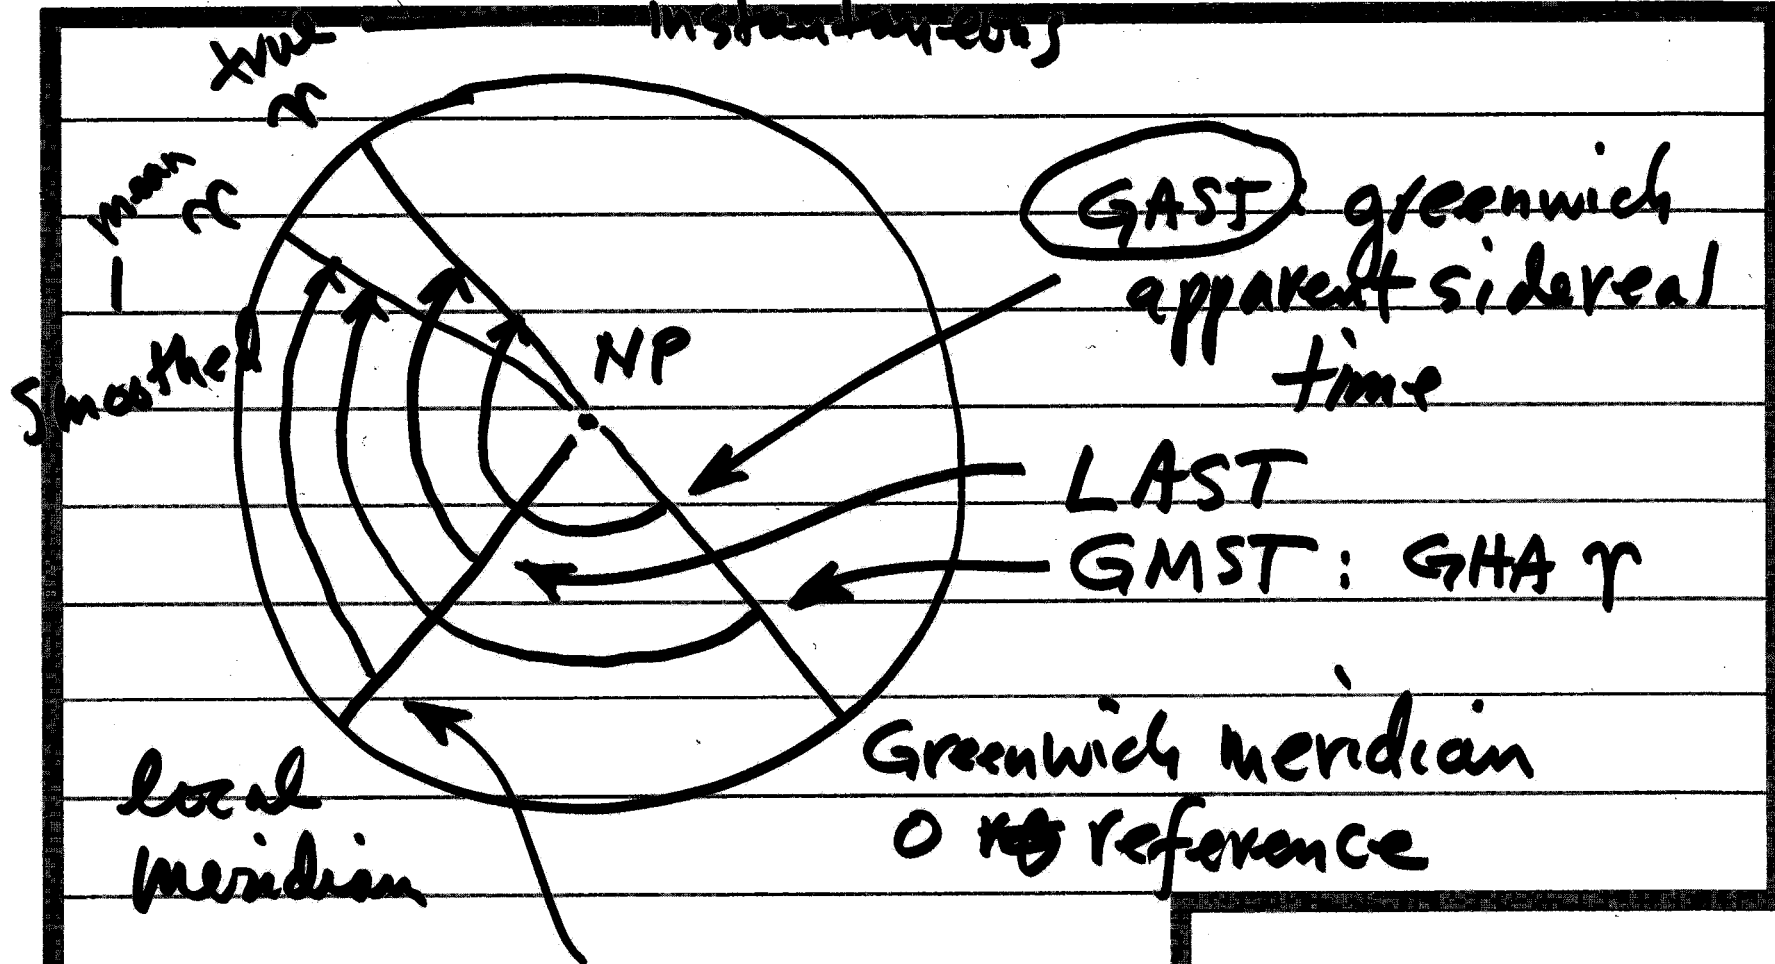 true — instantaneous
♈
mean
♈
|
smoothed
NP
GAST : greenwich
apparent sidereal
time
LAST
GMST : GHA ♈
Greenwich meridian
0 reference
local
meridian